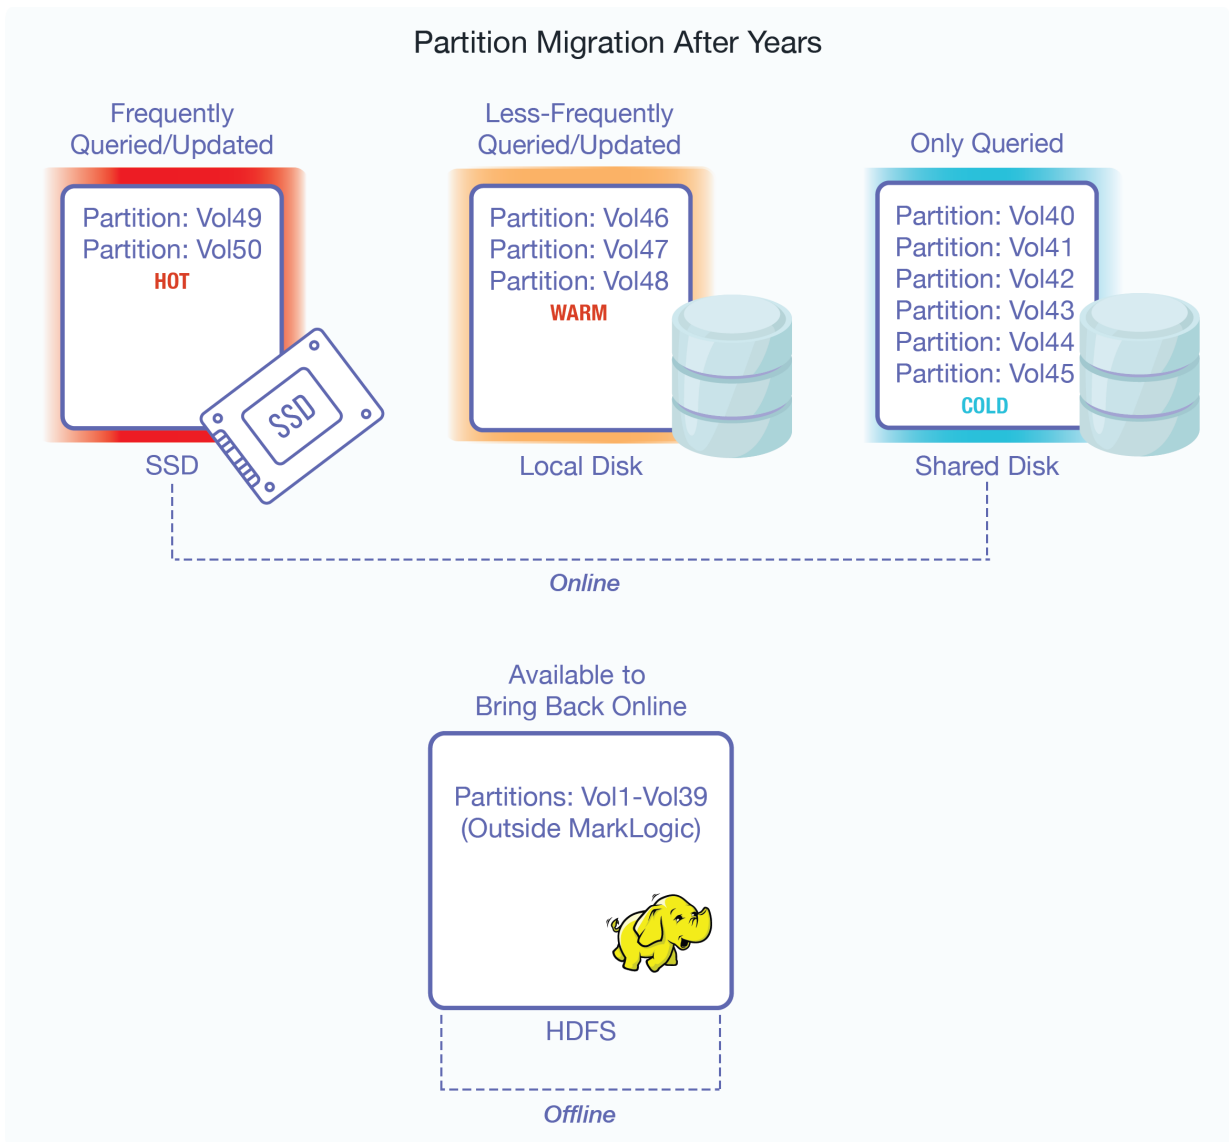 Partition Migration After Years
Frequently
Queried/Updated
Partition: Vol49
Partition: Vol50
HOT
SSD
SSD
Less-Frequently
Queried/Updated
Partition: Vol46
Partition: Vol47
Partition: Vol48
WARM
Local Disk
Only Queried
Partition: Vol40
Partition: Vol41
Partition: Vol42
Partition: Vol43
Partition: Vol44
Partition: Vol45
COLD
Shared Disk
Online
Available to
Bring Back Online
Partitions: Vol1-Vol39
(Outside MarkLogic)
HDFS
Offline